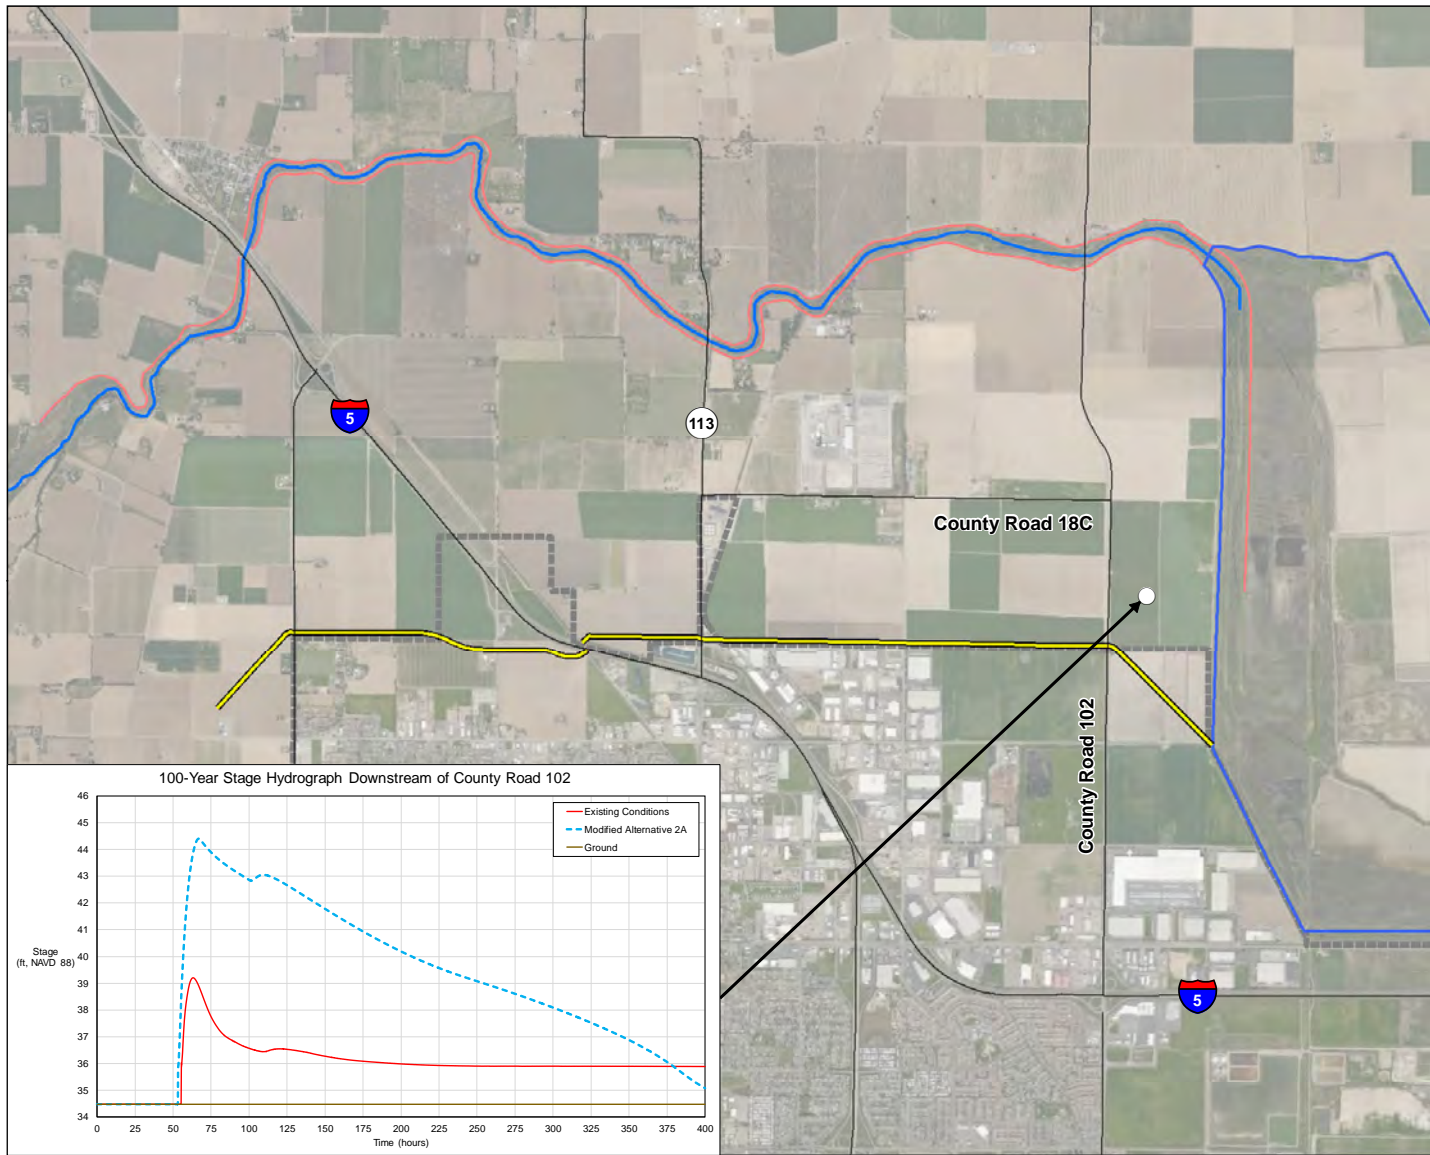 5
113
County Road 18C
County Road 102
5
100-Year Stage Hydrograph Downstream of County Road 102
46
45
44
43
42
41
40
39
38
37
36
35
34
Stage
(ft, NAVD 88)
Existing Conditions
Modified Alternative 2A
Ground
0 25 50 75 100 125 150 175 200 225 250 275 300 325 350 375 400
Time (hours)